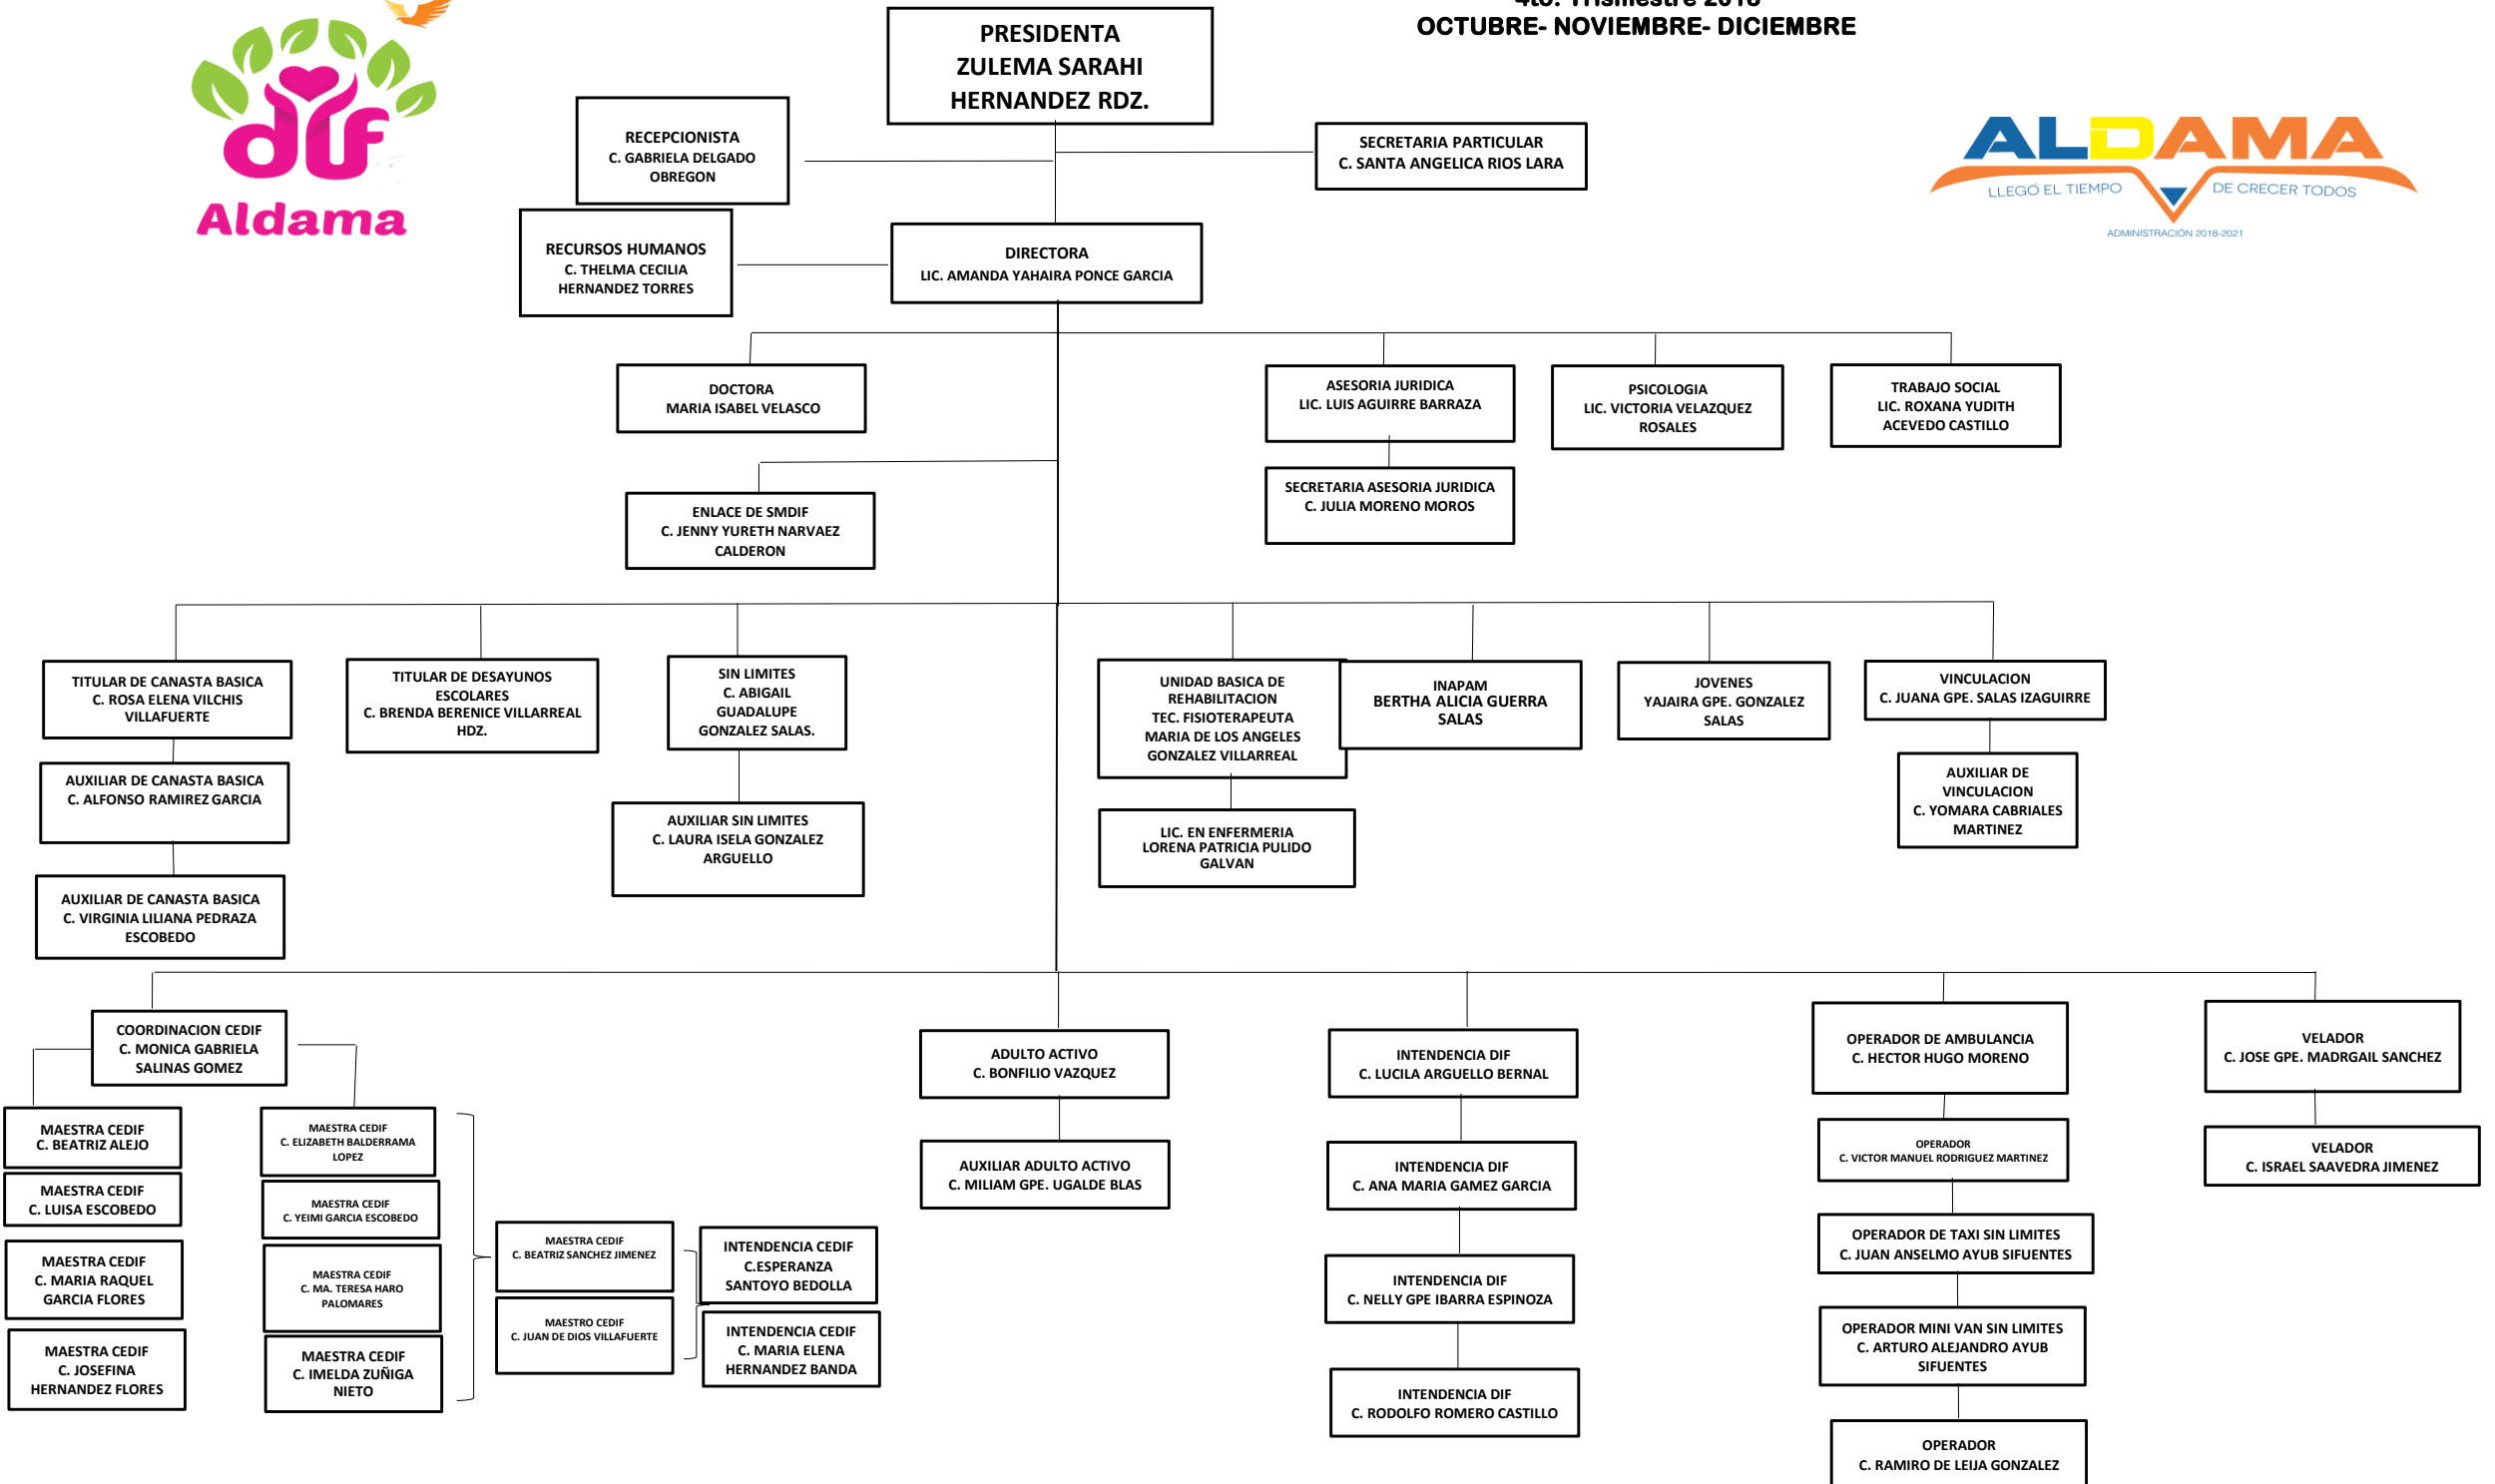 4to. Trismestre 2018
OCTUBRE- NOVIEMBRE- DICIEMBRE
dif
Aldama
PRESIDENTA
ZULEMA SARAHI
HERNANDEZ RDZ.
RECEPCIONISTA
C. GABRIELA DELGADO
OBREGON
SECRETARIA PARTICULAR
C. SANTA ANGELICA RIOS LARA
ALDAMA
LLEGÓ EL TIEMPO DE CRECER TODOS
ADMINISTRACIÓN 2018-2021
RECURSOS HUMANOS
C. THELMA CECILIA
HERNANDEZ TORRES
DIRECTORA
LIC. AMANDA YAHAIRA PONCE GARCIA
DOCTORA
MARIA ISABEL VELASCO
ASESORIA JURIDICA
LIC. LUIS AGUIRRE BARRAZA
PSICOLOGIA
LIC. VICTORIA VELAZQUEZ
ROSALES
TRABAJO SOCIAL
LIC. ROXANA YUDITH
ACEVEDO CASTILLO
SECRETARIA ASESORIA JURIDICA
C. JULIA MORENO MOROS
ENLACE DE SMDIF
C. JENNY YURETH NARVAEZ
CALDERON
TITULAR DE CANASTA BASICA
C. ROSA ELENA VILCHIS
VILLAFUERTE
TITULAR DE DESAYUNOS
ESCOLARES
C. BRENDA BERENICE VILLARREAL
HDZ.
SIN LIMITES
C. ABIGAIL
GUADALUPE
GONZALEZ SALAS.
UNIDAD BASICA DE
REHABILITACION
TEC. FISIOTERAPEUTA
MARIA DE LOS ANGELES
GONZALEZ VILLARREAL
INAPAM
BERTHA ALICIA GUERRA
SALAS
JOVENES
YAJAIRA GPE. GONZALEZ
SALAS
VINCULACION
C. JUANA GPE. SALAS IZAGUIRRE
AUXILIAR DE CANASTA BASICA
C. ALFONSO RAMIREZ GARCIA
AUXILIAR SIN LIMITES
C. LAURA ISELA GONZALEZ
ARGUELLO
LIC. EN ENFERMERIA
LORENA PATRICIA PULIDO
GALVAN
AUXILIAR DE
VINCULACION
C. YOMARA CABRIALES
MARTINEZ
AUXILIAR DE CANASTA BASICA
C. VIRGINIA LILIANA PEDRAZA
ESCOBEDO
COORDINACION CEDIF
C. MONICA GABRIELA
SALINAS GOMEZ
ADULTO ACTIVO
C. BONFILIO VAZQUEZ
INTENDENCIA DIF
C. LUCILA ARGUELLO BERNAL
OPERADOR DE AMBULANCIA
C. HECTOR HUGO MORENO
VELADOR
C. JOSE GPE. MADRGAIL SANCHEZ
MAESTRA CEDIF
C. BEATRIZ ALEJO
MAESTRA CEDIF
C. LUISA ESCOBEDO
MAESTRA CEDIF
C. MARIA RAQUEL
GARCIA FLORES
MAESTRA CEDIF
C. JOSEFINA
HERNANDEZ FLORES
MAESTRA CEDIF
C. ELIZABETH BALDERRAMA
LOPEZ
MAESTRA CEDIF
C. YEIMI GARCIA ESCOBEDO
MAESTRA CEDIF
C. MA. TERESA HARO
PALOMARES
MAESTRA CEDIF
C. IMELDA ZUÑIGA
NIETO
MAESTRA CEDIF
C. BEATRIZ SANCHEZ JIMENEZ
MAESTRO CEDIF
C. JUAN DE DIOS VILLAFUERTE
INTENDENCIA CEDIF
C.ESPERANZA
SANTOYO BEDOLLA
INTENDENCIA CEDIF
C. MARIA ELENA
HERNANDEZ BANDA
AUXILIAR ADULTO ACTIVO
C. MILIAM GPE. UGALDE BLAS
INTENDENCIA DIF
C. ANA MARIA GAMEZ GARCIA
INTENDENCIA DIF
C. NELLY GPE IBARRA ESPINOZA
INTENDENCIA DIF
C. RODOLFO ROMERO CASTILLO
OPERADOR
C. VICTOR MANUEL RODRIGUEZ MARTINEZ
OPERADOR DE TAXI SIN LIMITES
C. JUAN ANSELMO AYUB SIFUENTES
OPERADOR MINI VAN SIN LIMITES
C. ARTURO ALEJANDRO AYUB
SIFUENTES
OPERADOR
C. RAMIRO DE LEIJA GONZALEZ
VELADOR
C. ISRAEL SAAVEDRA JIMENEZ